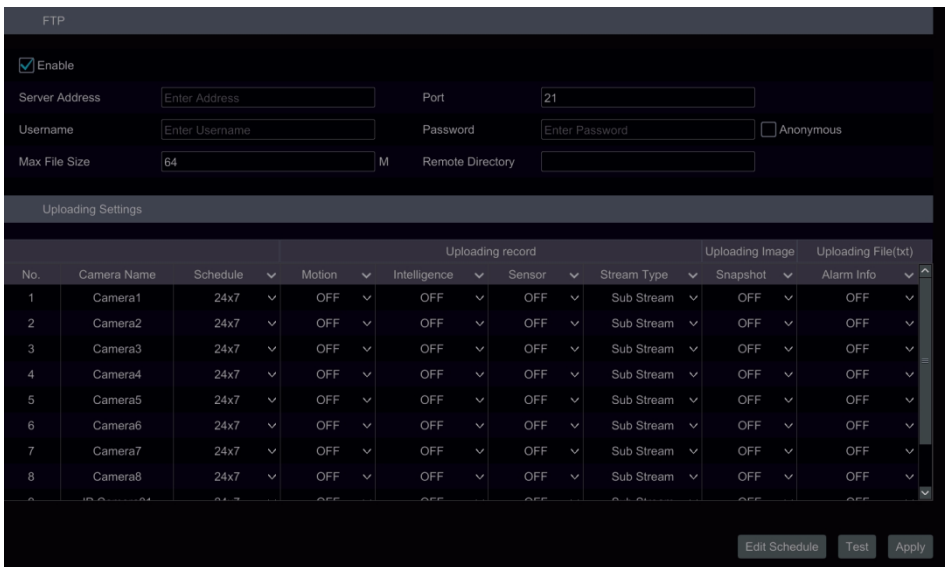 FTP
Enable
Server Address Enter Address Port 21
Username Enter Username Password Enter Password Anonymous
Max File Size 64 M Remote Directory
Uploading Settings
Uploading record Uploading Image Uploading File(txt)
No. Camera Name Schedule Motion Intelligence Sensor Stream Type Snapshot Alarm Info
1 Camera1 24x7 OFF OFF OFF Sub Stream OFF OFF
2 Camera2 24x7 OFF OFF OFF Sub Stream OFF OFF
3 Camera3 24x7 OFF OFF OFF Sub Stream OFF OFF
4 Camera4 24x7 OFF OFF OFF Sub Stream OFF OFF
5 Camera5 24x7 OFF OFF OFF Sub Stream OFF OFF
6 Camera6 24x7 OFF OFF OFF Sub Stream OFF OFF
7 Camera7 24x7 OFF OFF OFF Sub Stream OFF OFF
8 Camera8 24x7 OFF OFF OFF Sub Stream OFF OFF
Edit Schedule Test Apply